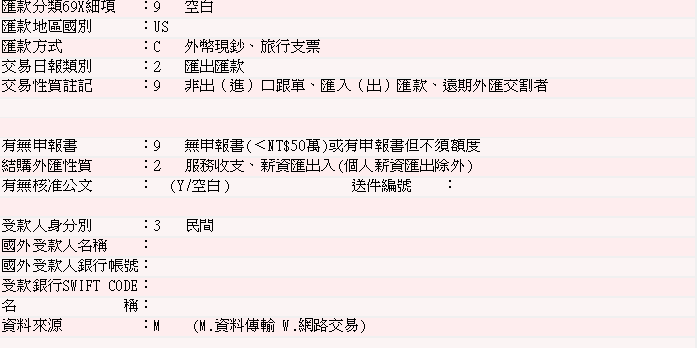 匯款分類69X細項 :9 空白
匯款地區國別 :US
匯款方式 :C 外幣現鈔、旅行支票
交易日報類別 :2 匯出匯款
交易性質註記 :9 非出(進)口跟單、匯入(出)匯款、遠期外匯交割者
有無申報書 :9 無申報書(<NT$50萬)或有申報書但不須額度
結購外匯性質 :2 服務收支、薪資匯出入(個人薪資匯出除外)
有無核准公文 : (Y/空白) 送件編號 :
受款人身分別 :3 民間
國外受款人名稱 :
國外受款人銀行帳號:
受款銀行SWIFT CODE:
名 稱:
資料來源 :M (M.資料傳輸 W.網路交易)